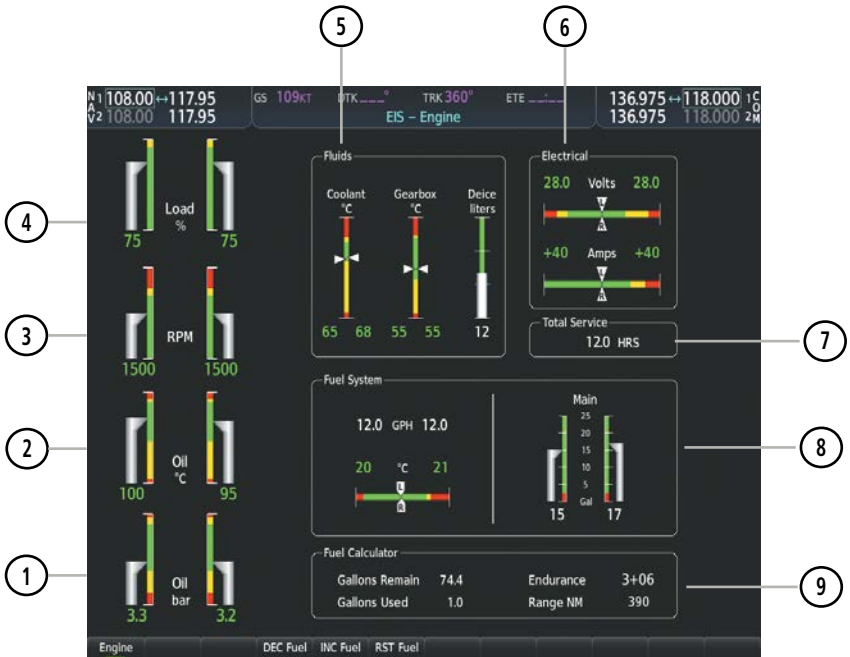 5 6
N 1 108.00 ↔ 117.95 GS 109KT DTK ___° TRK 360° ETE __:__ 136.975 ↔ 118.000 1 C
A O
V 2 108.00 117.95 EIS – Engine 136.975 118.000 2 M
Fluids Electrical
28.0 Volts 28.0
Coolant Gearbox Deice
°C °C liters
L
R
4
Load
%
75 75
+40 Amps +40
L
R
65 68 55 55 12
Total Service
12.0 HRS
7
3
RPM
1500 1500
Fuel System
Main
12.0 GPH 12.0
25
20
15
10
5
Gal
20 °C 21
L
R
15 17
8
2
Oil
°C
100 95
Fuel Calculator
Gallons Remain 74.4 Endurance 3+06
Gallons Used 1.0 Range NM 390
9
1
Oil
bar
3.3 3.2
Engine DEC Fuel INC Fuel RST Fuel